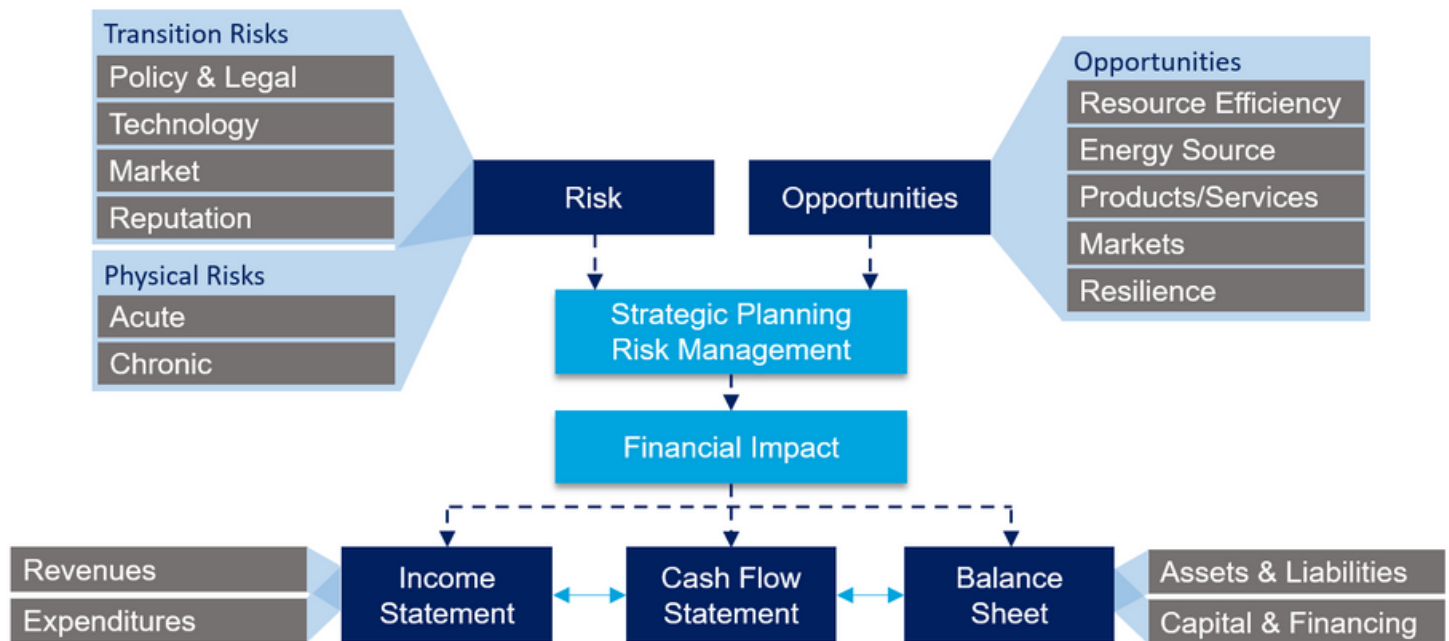 Transition Risks
Policy & Legal
Technology
Market
Reputation
Physical Risks
Acute
Chronic
Risk
Opportunities
Opportunities
Resource Efficiency
Energy Source
Products/Services
Markets
Resilience
Strategic Planning
Risk Management
Financial Impact
Revenues
Expenditures
Income
Statement
Cash Flow
Statement
Balance
Sheet
Assets & Liabilities
Capital & Financing